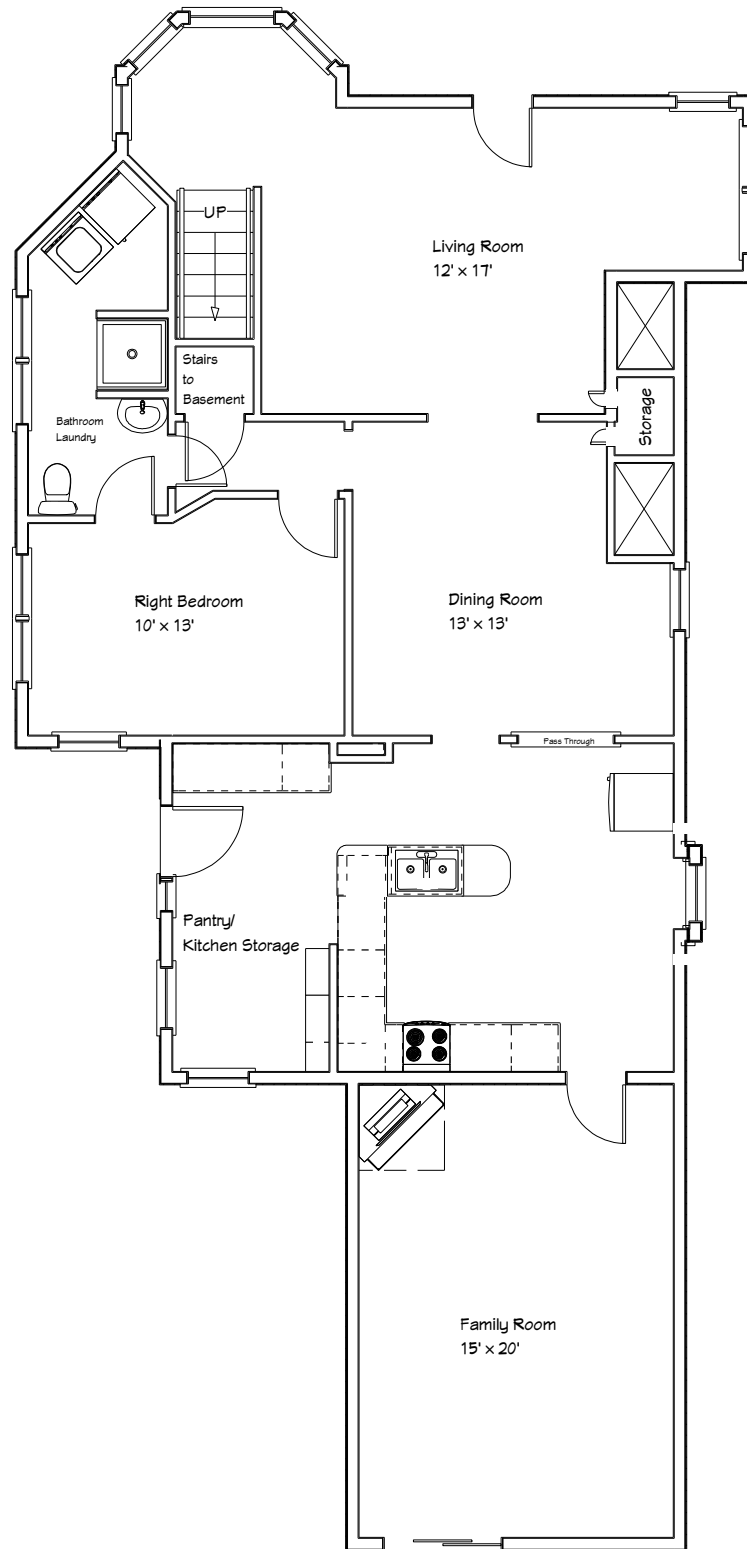 UP
Living Room
12' x 17'
Stairs
to
Basement
Storage
Bathroom
Laundry
Right Bedroom
10' x 13'
Dining Room
13' x 13'
Pass Through
Pantry/
Kitchen Storage
Family Room
15' x 20'